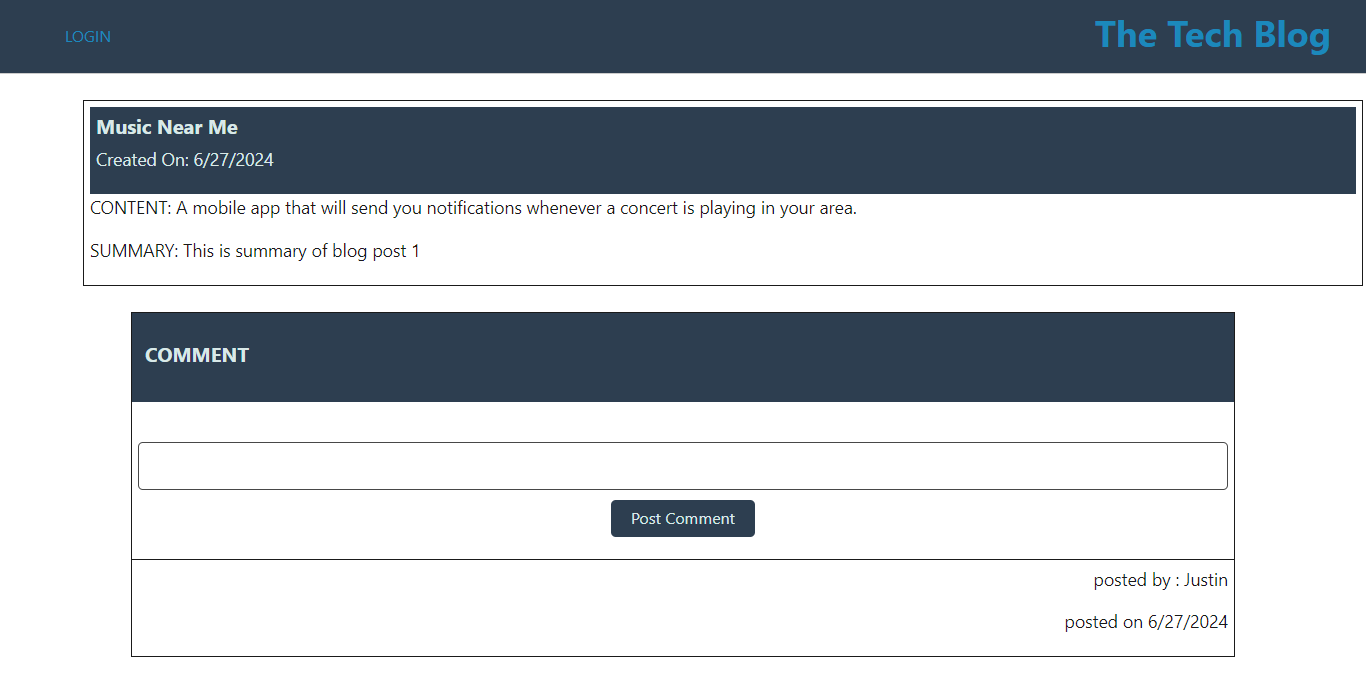 LOGIN
The Tech Blog
Music Near Me
Created On: 6/27/2024
CONTENT: A mobile app that will send you notifications whenever a concert is playing in your area.
SUMMARY: This is summary of blog post 1
COMMENT
Post Comment
posted by : Justin
posted on 6/27/2024